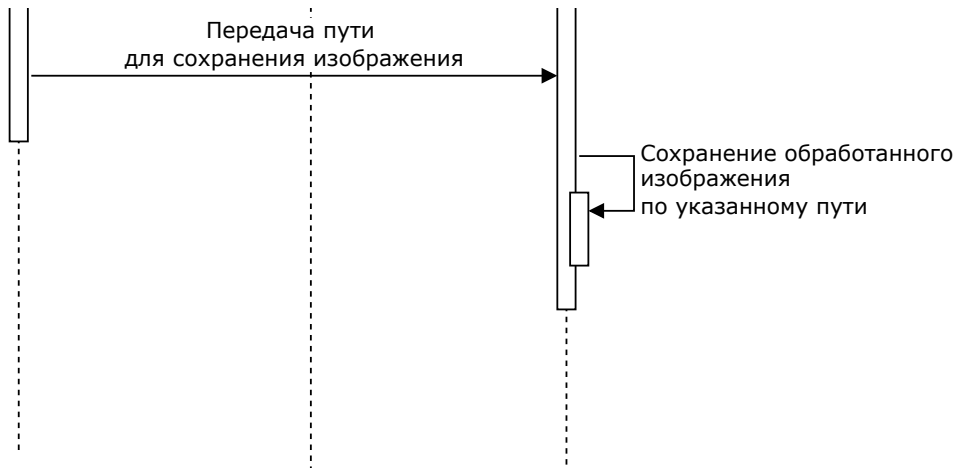 Передача пути
для сохранения изображения
Сохранение обработанного
изображения
по указанному пути